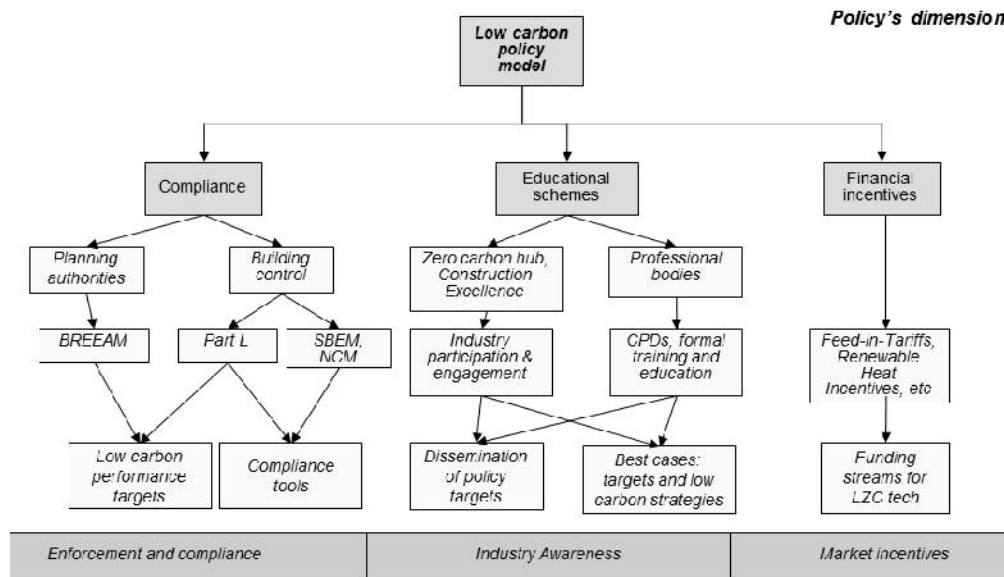 Policy's dimension
Low carbon
policy
model
Compliance
Educational
schemes
Financial
incentives
Planning
authorities
Building
control
Zero carbon hub,
Construction
Excellence
Professional
bodies
BREEAM
Part L
SBEM,
NCM
Industry
participation &
engagement
CPDs, formal
training and
education
Feed-in-Tariffs,
Renewable
Heat
Incentives, etc
Low carbon
performance
targets
Compliance
tools
Dissemination
of policy
targets
Best cases:
targets and low
carbon strategies
Funding
streams for
LZC tech
Enforcement and compliance
Industry Awareness
Market incentives